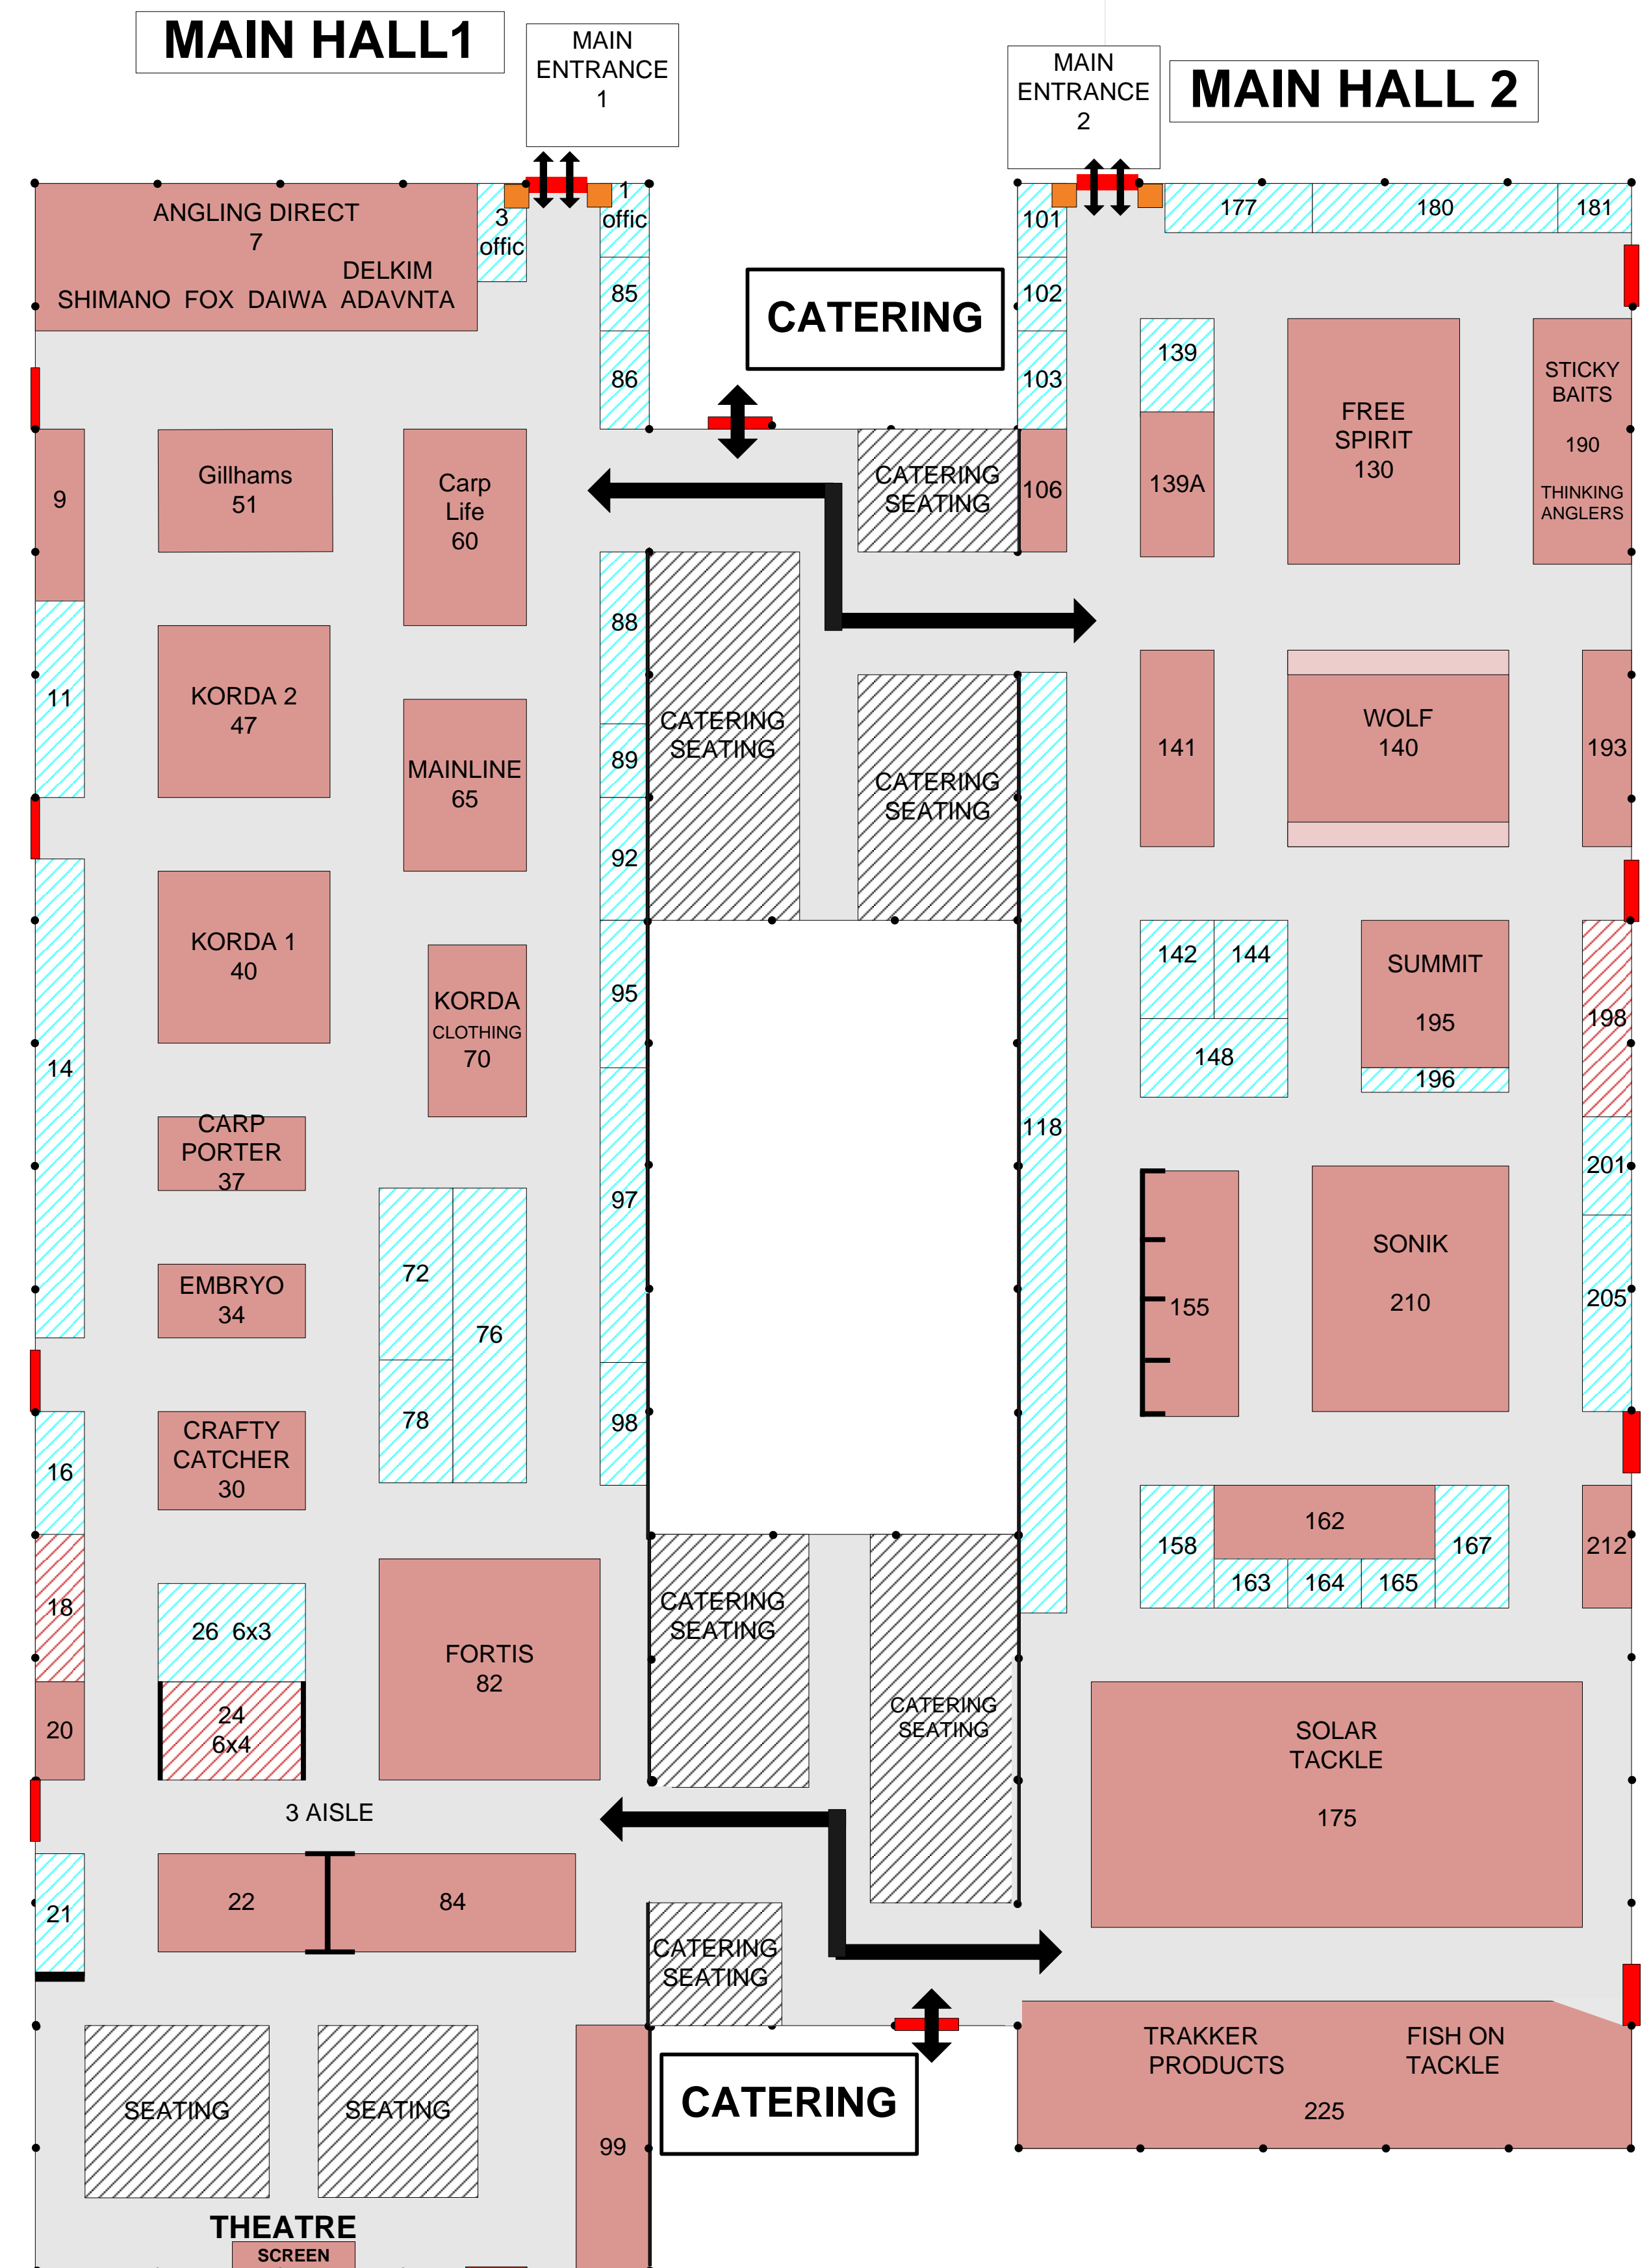 MAIN HALL1
MAIN
ENTRANCE
1
MAIN
ENTRANCE
2
MAIN HALL 2
ANGLING DIRECT
7
DELKIM
SHIMANO FOX DAIWA ADAVNTA
3
offic
1
offic
85
86
CATERING
101
102
103
177
180
181
139
139A
FREE
SPIRIT
130
STICKY
BAITS
190
THINKING
ANGLERS
9
Gillhams
51
Carp
Life
60
CATERING
SEATING
106
11
KORDA 2
47
MAINLINE
65
88
89
92
CATERING
SEATING
CATERING
SEATING
141
WOLF
140
193
14
KORDA 1
40
KORDA
CLOTHING
70
95
97
98
118
142
144
148
SUMMIT
195
196
198
201
205
CARP
PORTER
37
EMBRYO
34
72
76
78
155
SONIK
210
16
CRAFTY
CATCHER
30
18
20
26 6x3
24
6x4
FORTIS
82
CATERING
SEATING
CATERING
SEATING
158
162
163
164
165
167
212
SOLAR
TACKLE
175
3 AISLE
21
22
84
CATERING
SEATING
SEATING
SEATING
99
CATERING
TRAKKER
PRODUCTS
FISH ON
TACKLE
225
THEATRE
SCREEN